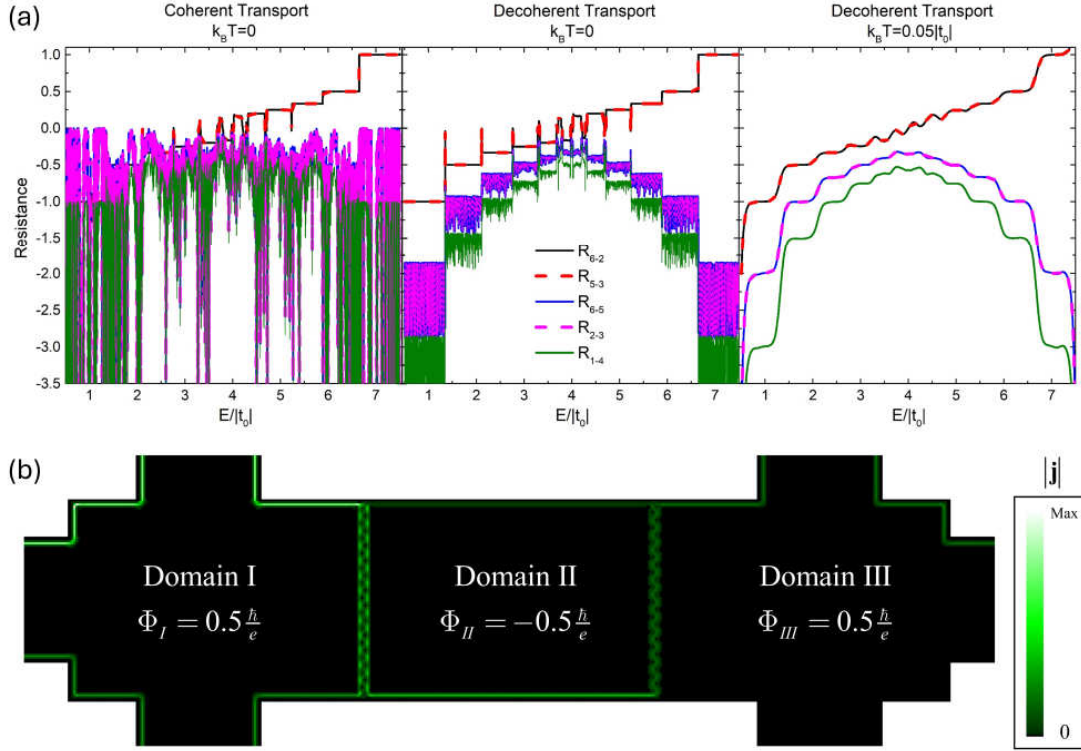 (a)
Coherent Transport
k_B T=0
Decoherent Transport
k_B T=0
Decoherent Transport
k_B T=0.05|t_0|
Resistance
1.0
0.5
0.0
-0.5
-1.0
-1.5
-2.0
-2.5
-3.0
-3.5
R_6-2
R_5-3
R_6-5
R_2-3
R_1-4
1 2 3 4 5 6 7
1 2 3 4 5 6 7
1 2 3 4 5 6 7
E/|t_0|
E/|t_0|
E/|t_0|
(b)
Domain I
Φ_I = 0.5 ħ/e
Domain II
Φ_II = −0.5 ħ/e
Domain III
Φ_III = 0.5 ħ/e
|j|
Max
0